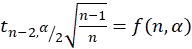 t_{n-2,α/2} √((n-1)/n) = f(n,α)